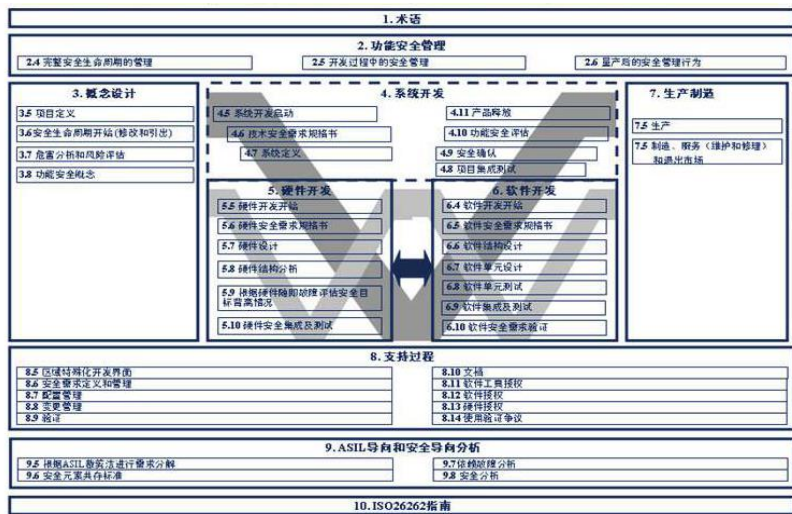 1. 术语
2. 功能安全管理
2.4 完整安全生命周期的管理
2.5 开发过程中的安全管理
2.6 量产后的安全管理行为
3. 概念设计
3.5 项目定义
3.6安全生命周期开始(修改和引出)
3.7 危害分析和风险评估
3.8 功能安全概念
4. 系统开发
4.5 系统开发启动
4.6 技术安全需求规格书
4.7 系统定义
4.11 产品释放
4.10 功能安全评估
4.9 安全确认
4.8 项目集成测试
7. 生产制造
7.5 生产
7.5 制造、服务（维护和修理）
和退出市场
5. 硬件开发
5.5 硬件开发开始
5.6 硬件安全需求规格书
5.7 硬件设计
5.8 硬件结构分析
5.9 根据硬件随即故障评估安全目
标背离情况
5.10 硬件安全集成及测试
6. 软件开发
6.4 软件开发开始
6.5 软件安全需求规格书
6.6 软件结构设计
6.7 软件单元设计
6.8 软件单元测试
6.9 软件集成及测试
6.10 软件安全需求验证
8. 支持过程
8.5 区域特殊化开发界面
8.6 安全需求定义和管理
8.7 配置管理
8.8 变更管理
8.9 验证
8.10 文档
8.11 软件工具授权
8.12 软件授权
8.13 硬件授权
8.14 使用验证争议
9. ASIL导向和安全导向分析
9.5 根据ASIL裁剪法进行需求分解
9.6 安全元素共存标准
9.7依赖故障分析
9.8 安全分析
10. ISO26262指南